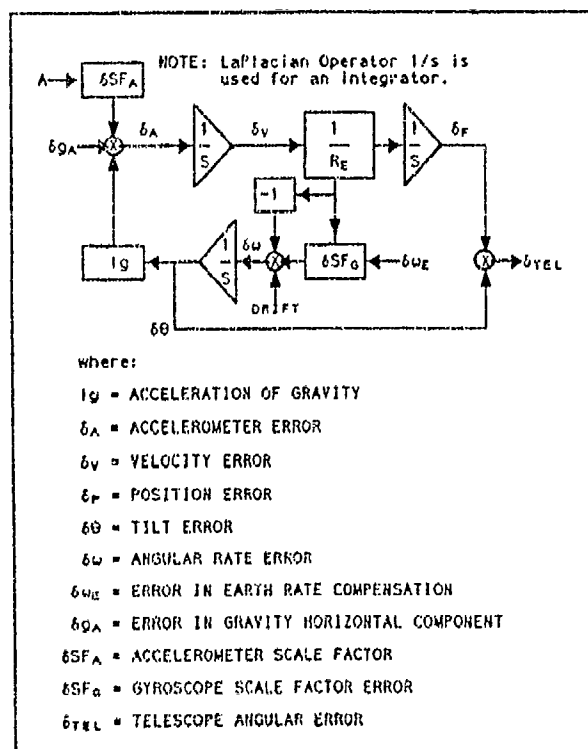 NOTE: LaPlacian Operator 1/s is
used for an integrator.
A
δSF_A
δg_A
X
δ_A
1/S
δ_V
1/R_E
1/S
δ_F
-1
1g
1/S
δω
X
δSF_G
δω_E
X
δ_TEL
DRIFT
δθ
where:
1g = ACCELERATION OF GRAVITY
δ_A = ACCELEROMETER ERROR
δ_V = VELOCITY ERROR
δ_P = POSITION ERROR
δθ = TILT ERROR
δω = ANGULAR RATE ERROR
δω_E = ERROR IN EARTH RATE COMPENSATION
δg_A = ERROR IN GRAVITY HORIZONTAL COMPONENT
δSF_A = ACCELEROMETER SCALE FACTOR
δSF_G = GYROSCOPE SCALE FACTOR ERROR
δ_TEL = TELESCOPE ANGULAR ERROR